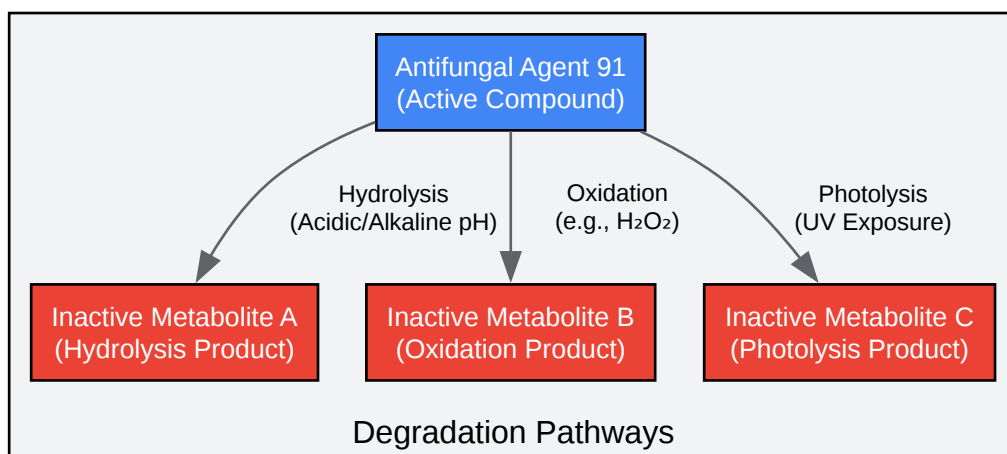 Antifungal Agent 91
(Active Compound)
Hydrolysis
(Acidic/Alkaline pH)
Oxidation
(e.g., H₂O₂)
Photolysis
(UV Exposure)
Inactive Metabolite A
(Hydrolysis Product)
Inactive Metabolite B
(Oxidation Product)
Inactive Metabolite C
(Photolysis Product)
Degradation Pathways